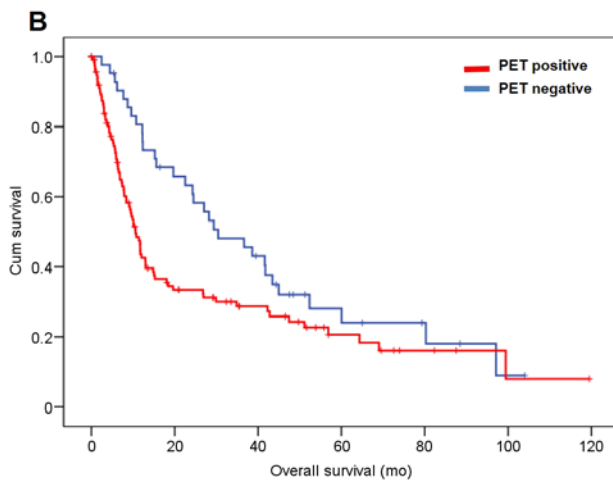 B
1.0
0.8
0.6
0.4
0.2
0
Cum survival
PET positive
PET negative
0
20
40
60
80
100
120
Overall survival (mo)